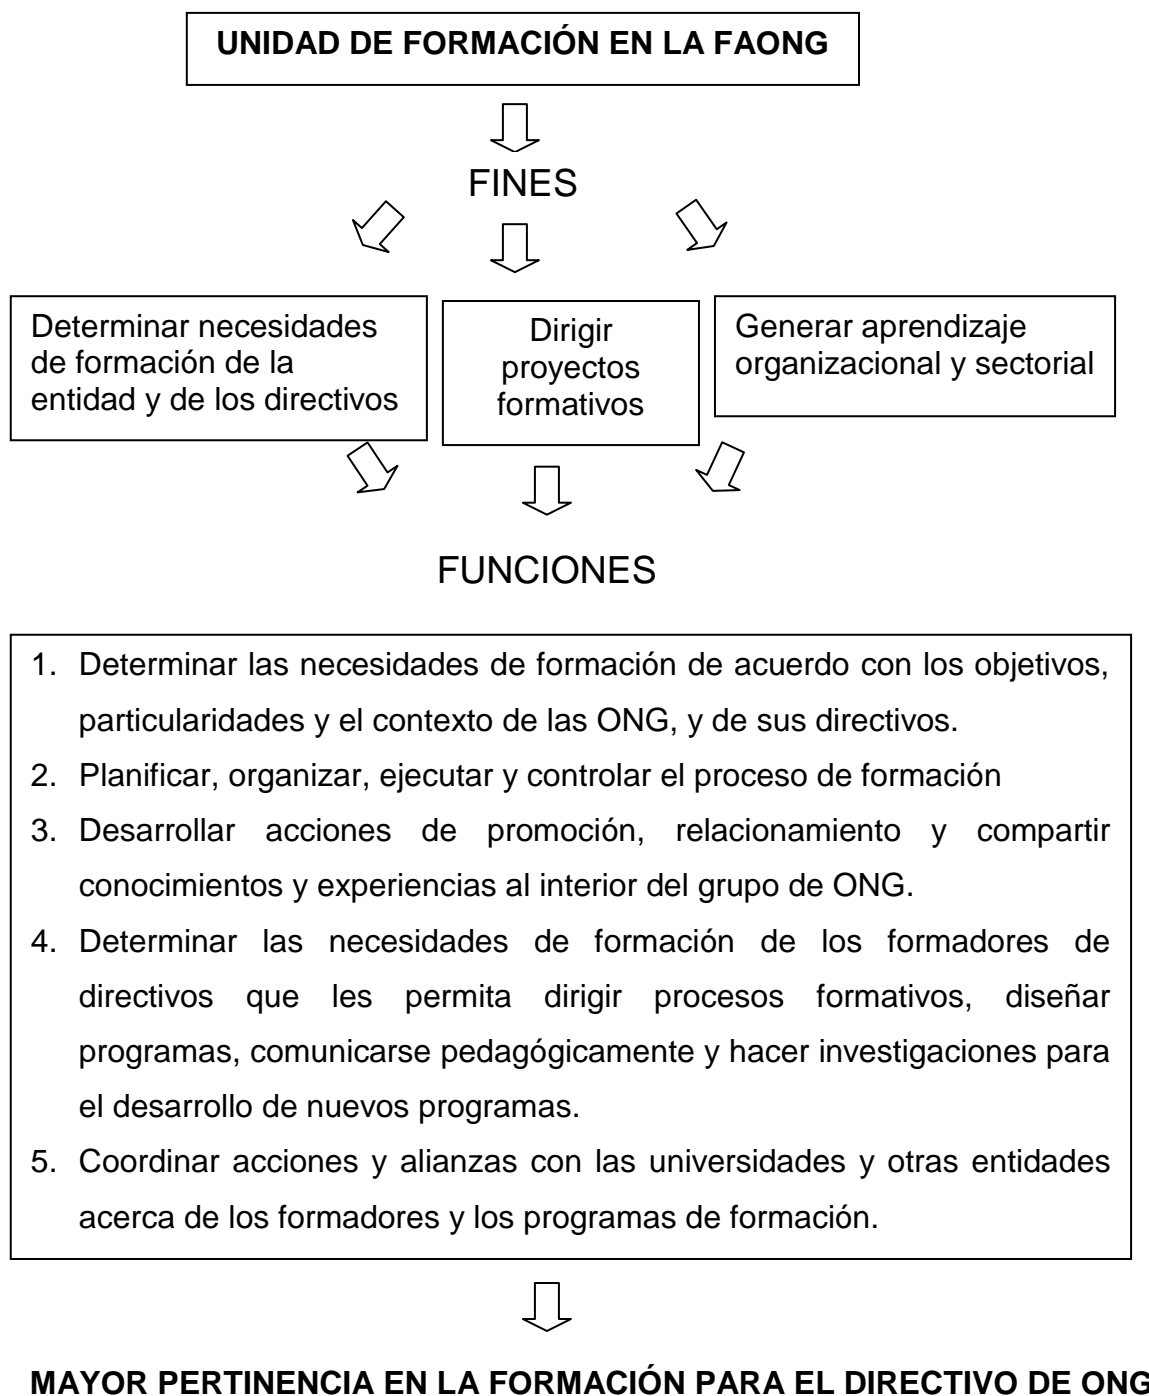 UNIDAD DE FORMACIÓN EN LA FAONG
FINES
Determinar necesidades
de formación de la
entidad y de los directivos
Dirigir
proyectos
formativos
Generar aprendizaje
organizacional y sectorial
FUNCIONES
1. Determinar las necesidades de formación de acuerdo con los objetivos,
particularidades y el contexto de las ONG, y de sus directivos.
2. Planificar, organizar, ejecutar y controlar el proceso de formación
3. Desarrollar acciones de promoción, relacionamiento y compartir
conocimientos y experiencias al interior del grupo de ONG.
4. Determinar las necesidades de formación de los formadores de
directivos que les permita dirigir procesos formativos, diseñar
programas, comunicarse pedagógicamente y hacer investigaciones para
el desarrollo de nuevos programas.
5. Coordinar acciones y alianzas con las universidades y otras entidades
acerca de los formadores y los programas de formación.
MAYOR PERTINENCIA EN LA FORMACIÓN PARA EL DIRECTIVO DE ONG